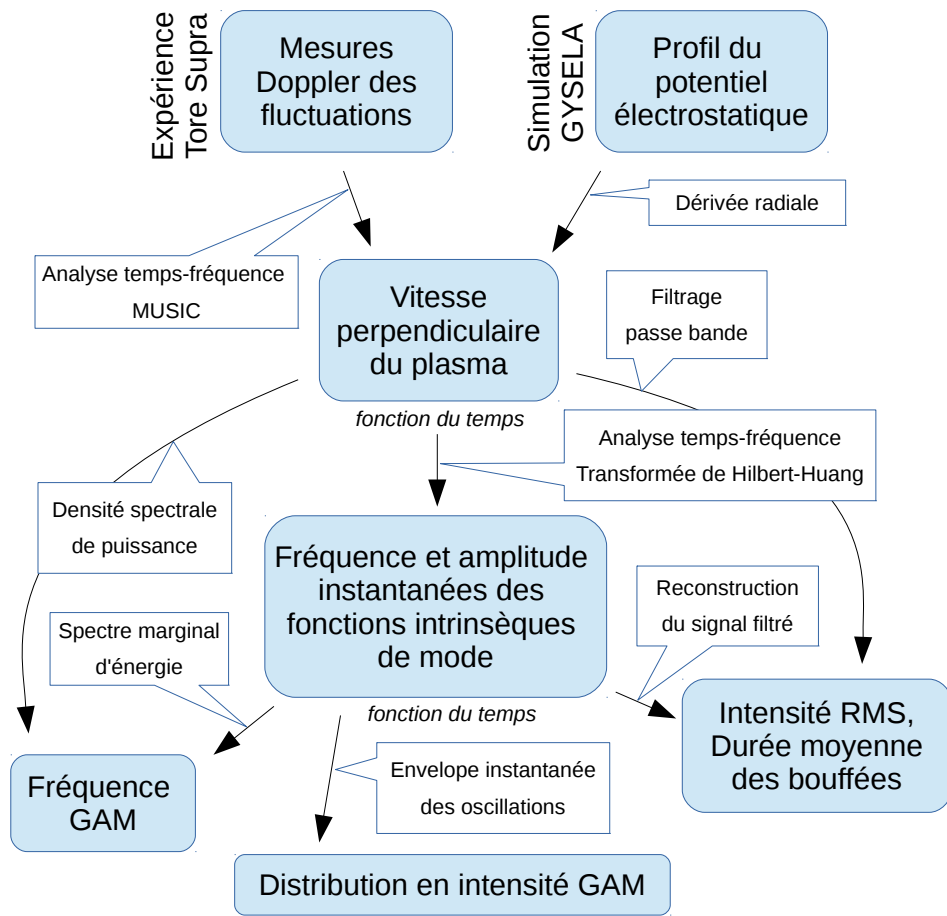 Expérience
Tore Supra
Mesures
Doppler des
fluctuations
Simulation
GYSELA
Profil du
potentiel
électrostatique
Dérivée radiale
Analyse temps-fréquence
MUSIC
Vitesse
perpendiculaire
du plasma
Filtrage
passe bande
fonction du temps
Analyse temps-fréquence
Transformée de Hilbert-Huang
Densité spectrale
de puissance
Fréquence et amplitude
instantanées des
fonctions intrinsèques
de mode
Reconstruction
du signal filtré
Spectre marginal
d'énergie
fonction du temps
Intensité RMS,
Durée moyenne
des bouffées
Fréquence
GAM
Envelope instantanée
des oscillations
Distribution en intensité GAM